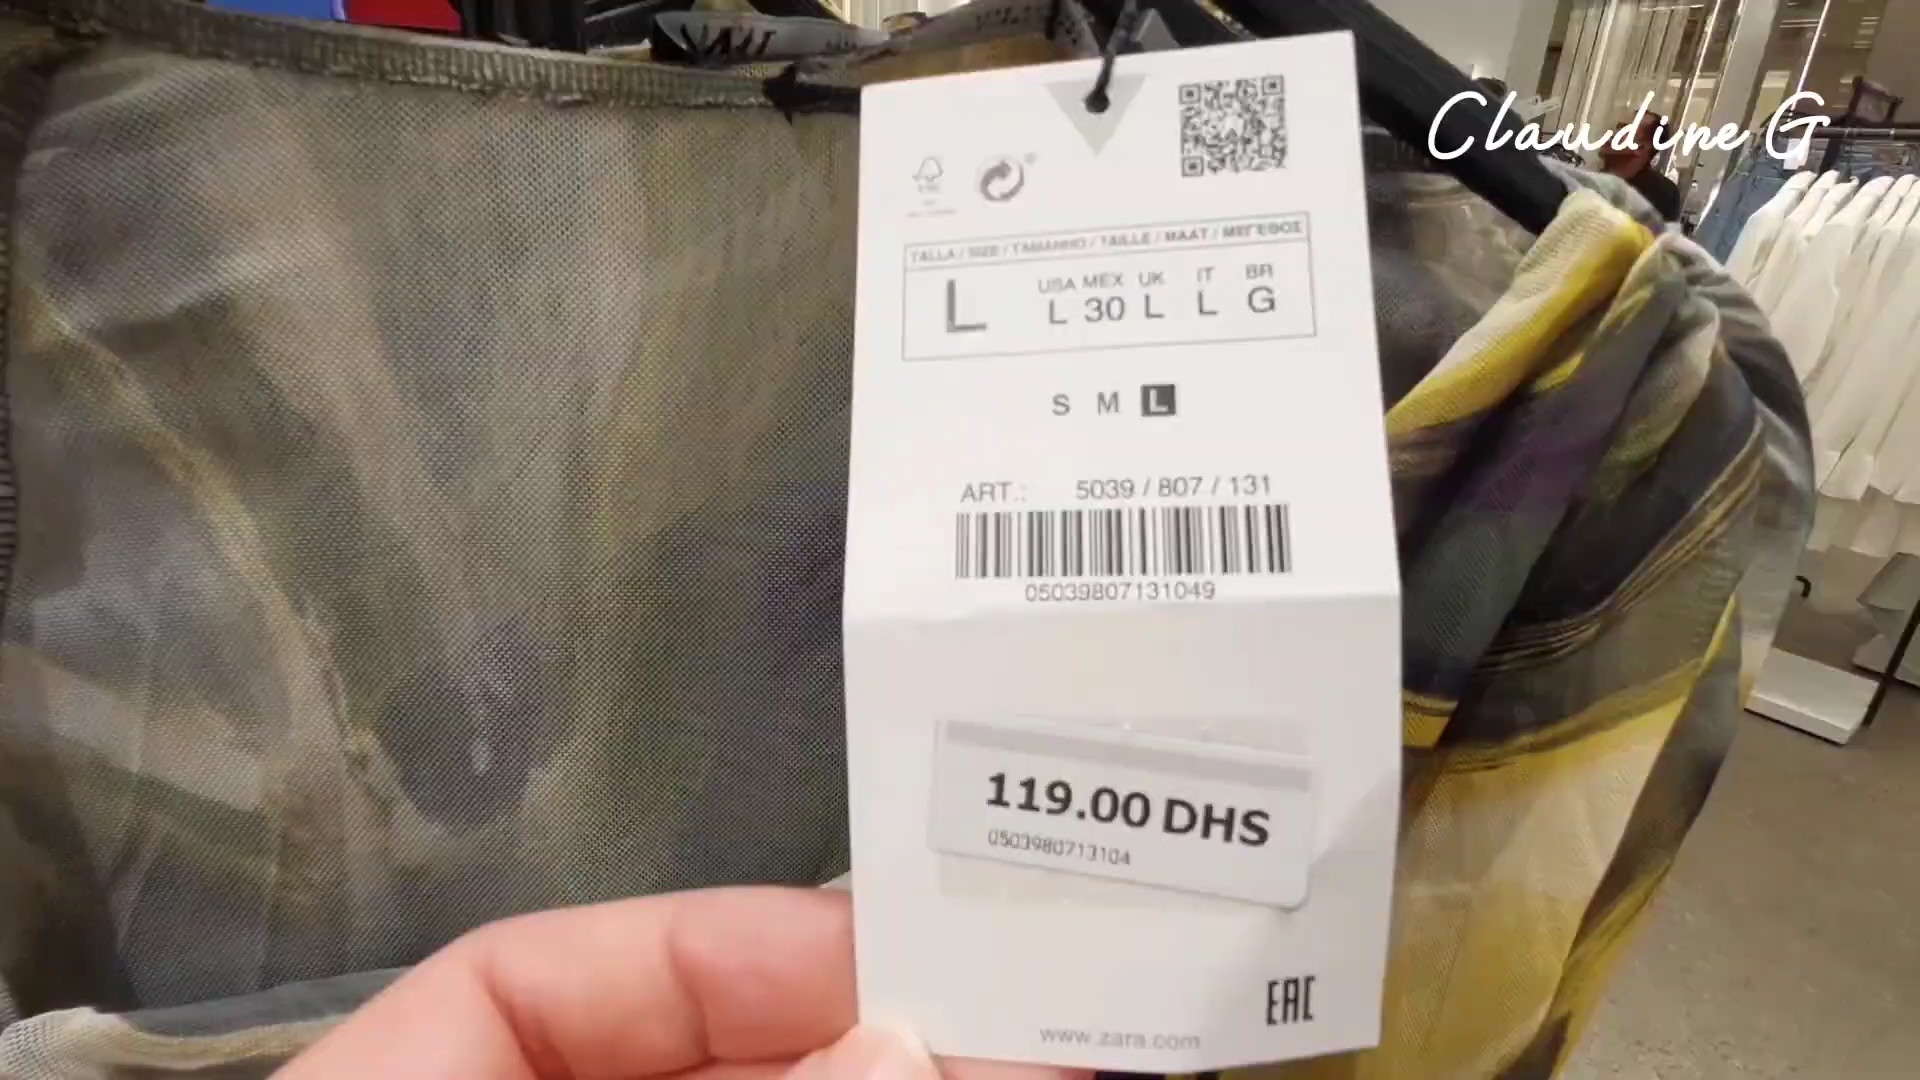 Claudine G
TALLA / SIZE / TAMANHO / TAILLE / MAAT / ΜΕΓΕΘΟΣ
L
USA MEX UK IT BR
L 30 L L G
S M L
ART.: 5039 / 807 / 131
05039807131049
119.00 DHS
0503980713104
EAC
www.zara.com